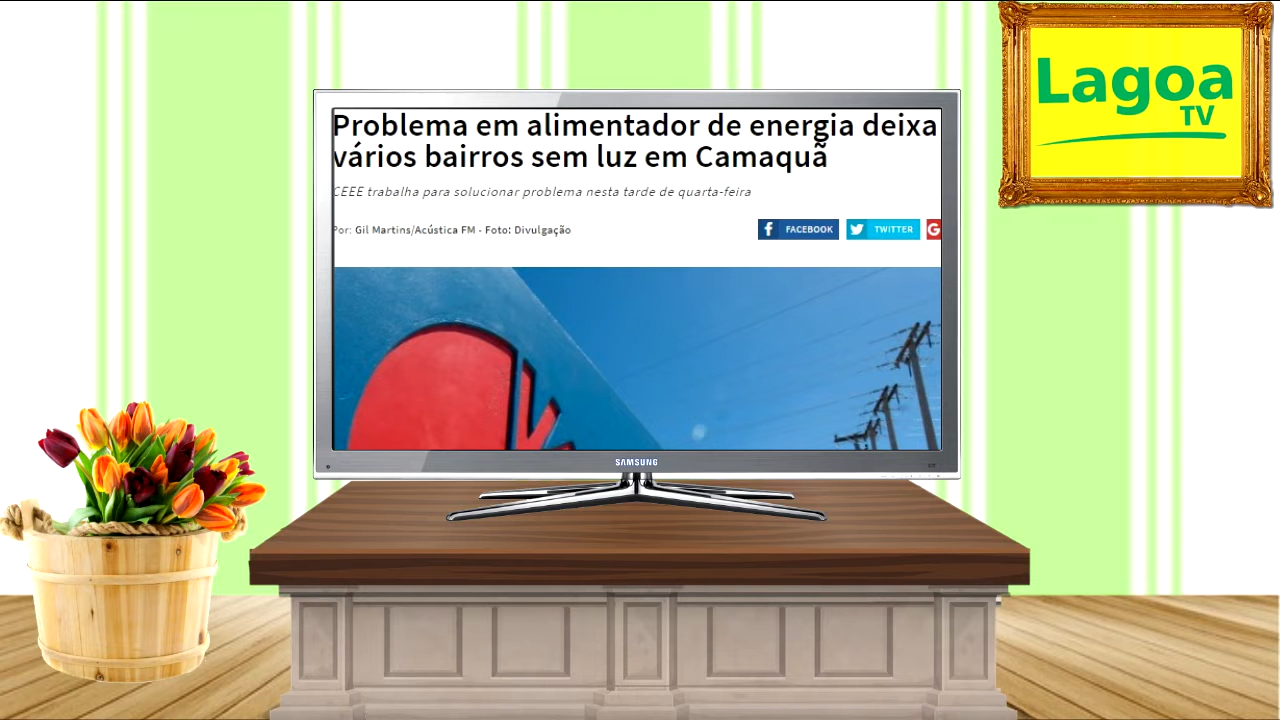 Lagoa
TV
Problema em alimentador de energia deixa
vários bairros sem luz em Camaquã
CEEE trabalha para solucionar problema nesta tarde de quarta-feira
Por: Gil Martins/Acústica FM - Foto: Divulgação
FACEBOOK
TWITTER
SAMSUNG